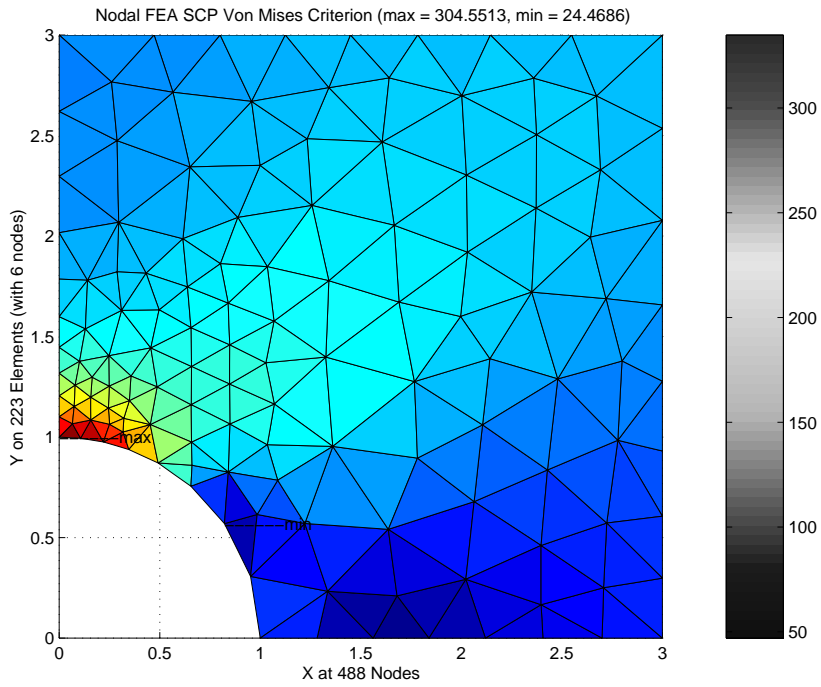 Nodal FEA SCP Von Mises Criterion (max = 304.5513, min = 24.4686)
3
2.5
2
1.5
1
0.5
0
Y on 223 Elements (with 6 nodes)
max
min
0 0.5 1 1.5 2 2.5 3
X at 488 Nodes
300
250
200
150
100
50